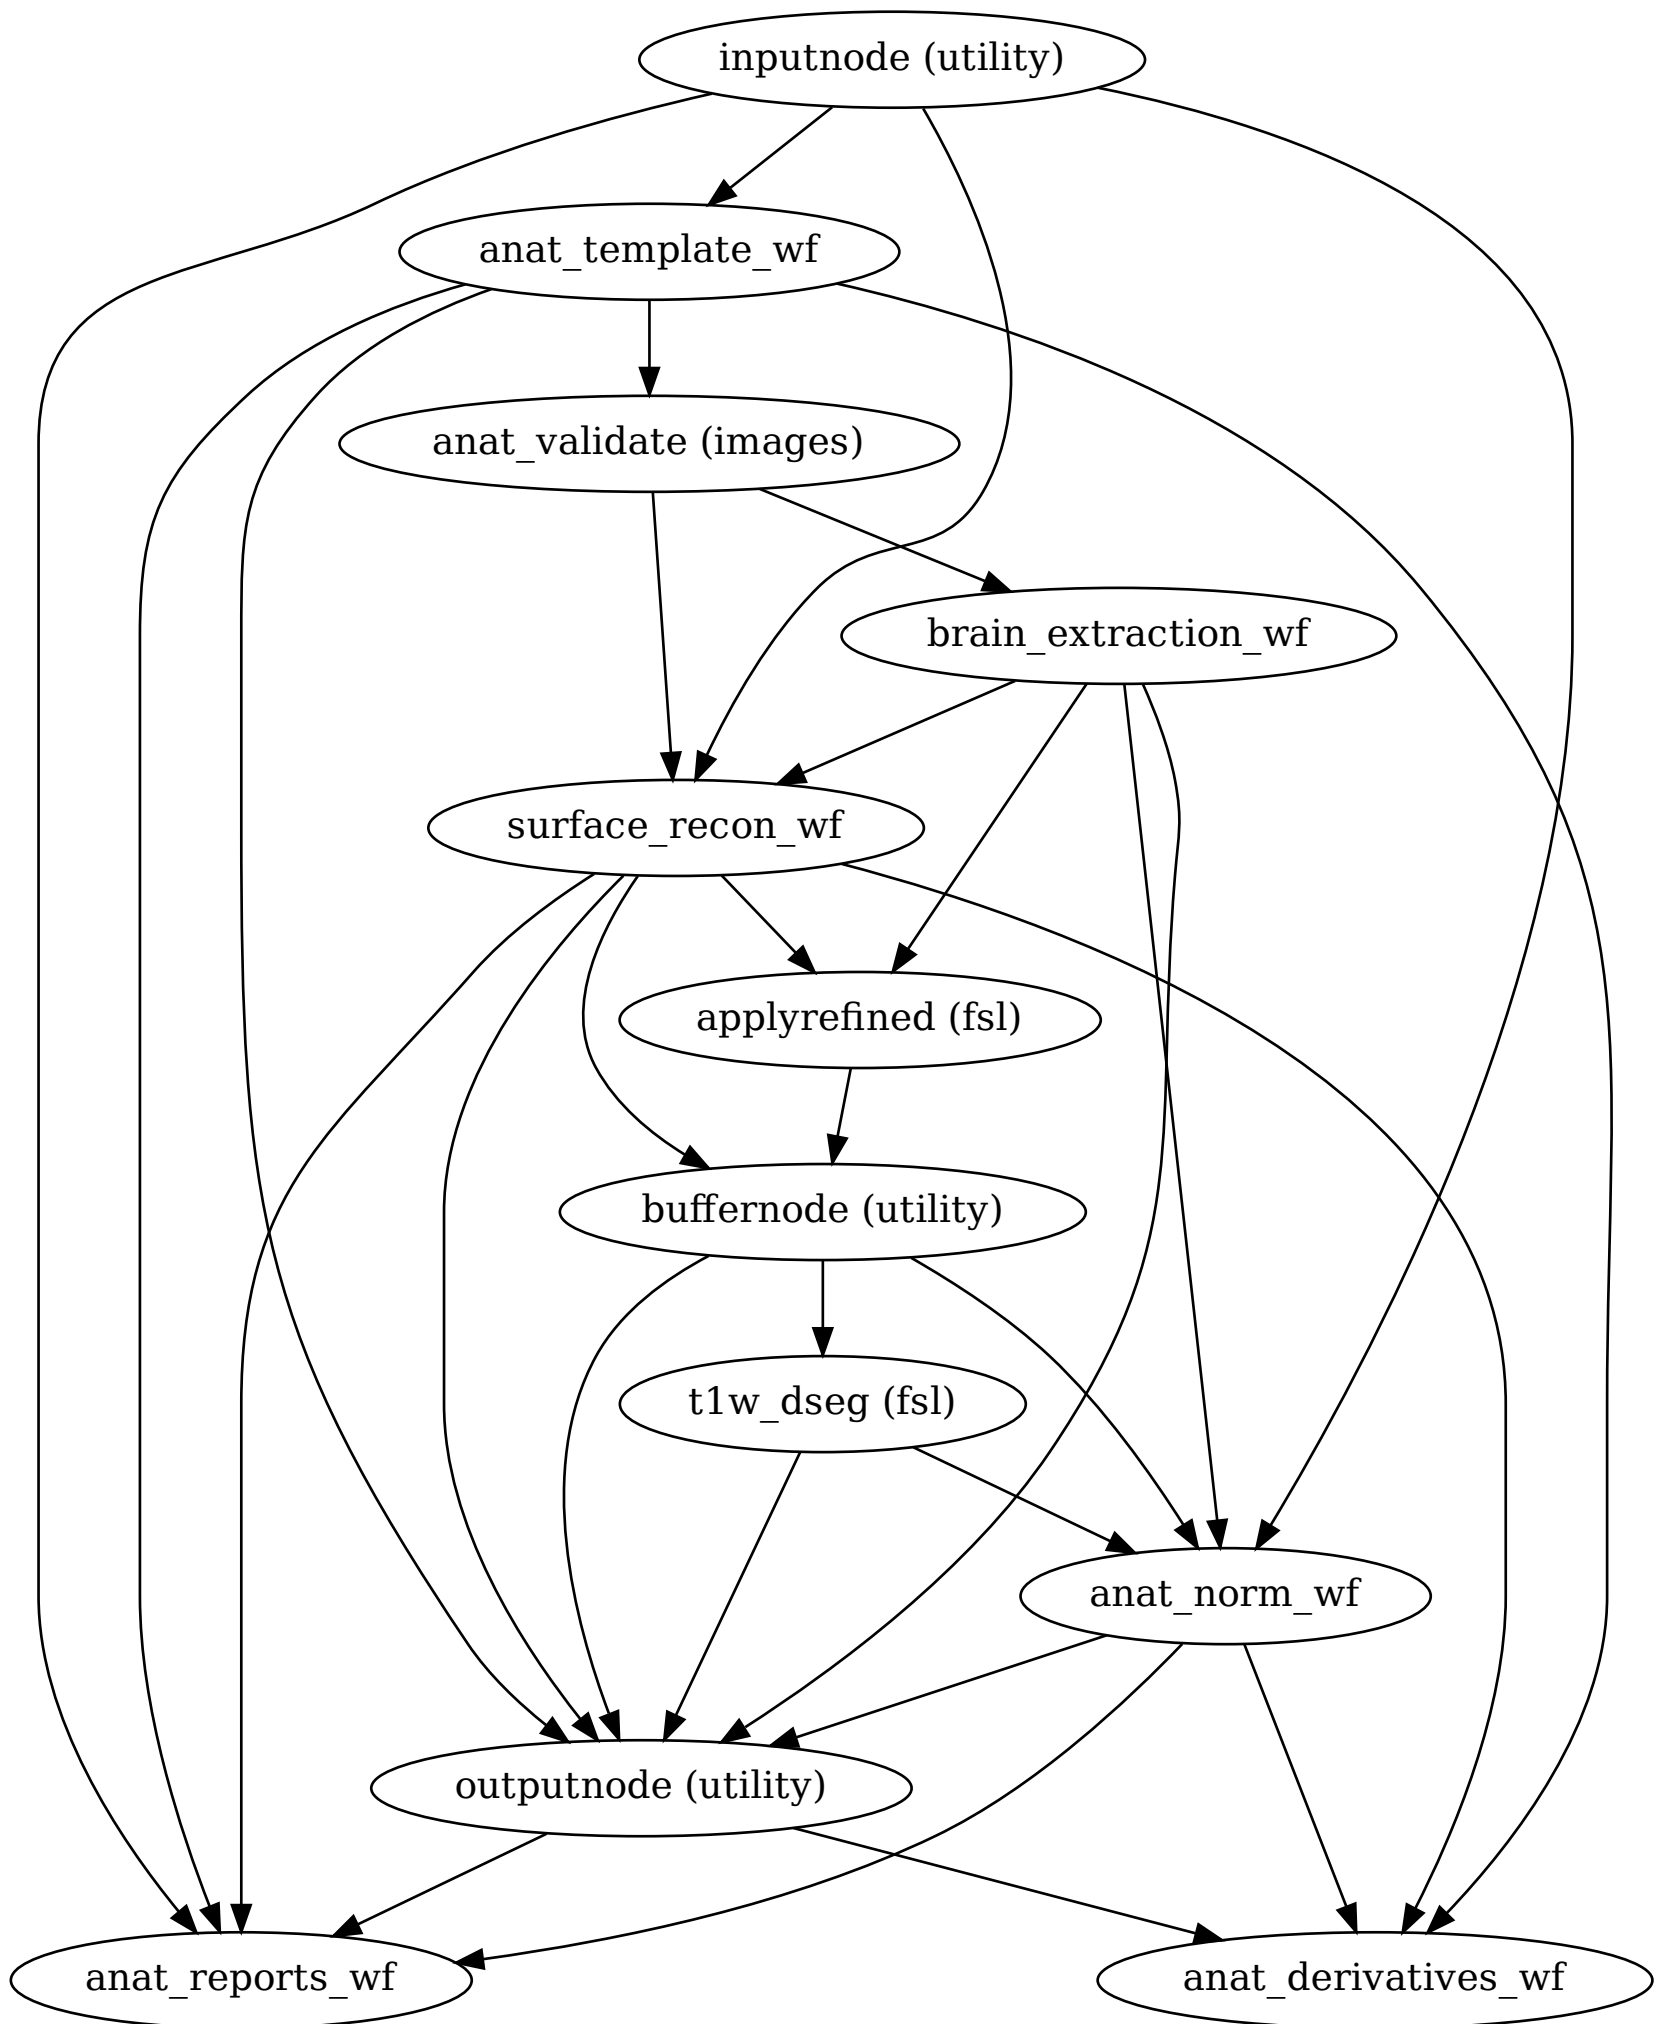 inputnode (utility)
anat_template_wf
anat_validate (images)
brain_extraction_wf
surface_recon_wf
applyrefined (fsl)
buffernode (utility)
t1w_dseg (fsl)
anat_norm_wf
outputnode (utility)
anat_reports_wf
anat_derivatives_wf